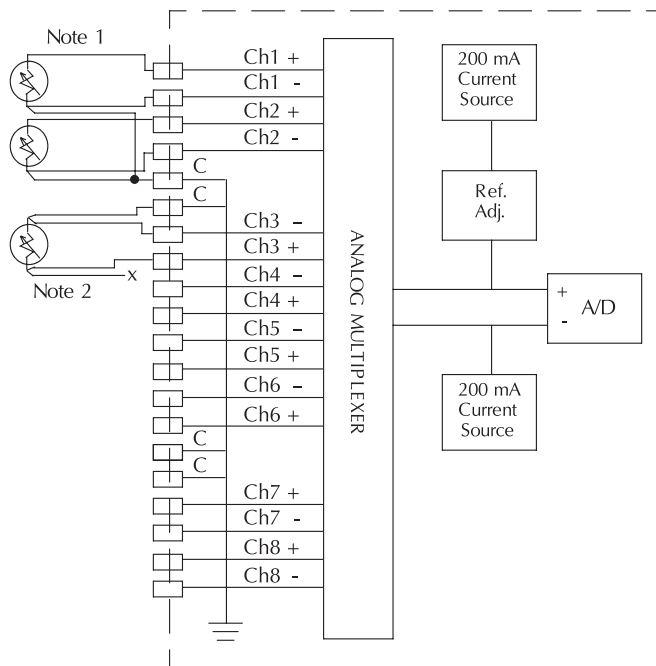 Note 1
Ch1 +
Ch1 -
Ch2 +
Ch2 -
C
C
Ch3 -
Ch3 +
Note 2
x
Ch4 -
Ch4 +
Ch5 -
Ch5 +
Ch6 -
Ch6 +
C
C
Ch7 +
Ch7 -
Ch8 +
Ch8 -
ANALOG MULTIPLEXER
200 mA
Current
Source
Ref.
Adj.
+
-
A/D
200 mA
Current
Source